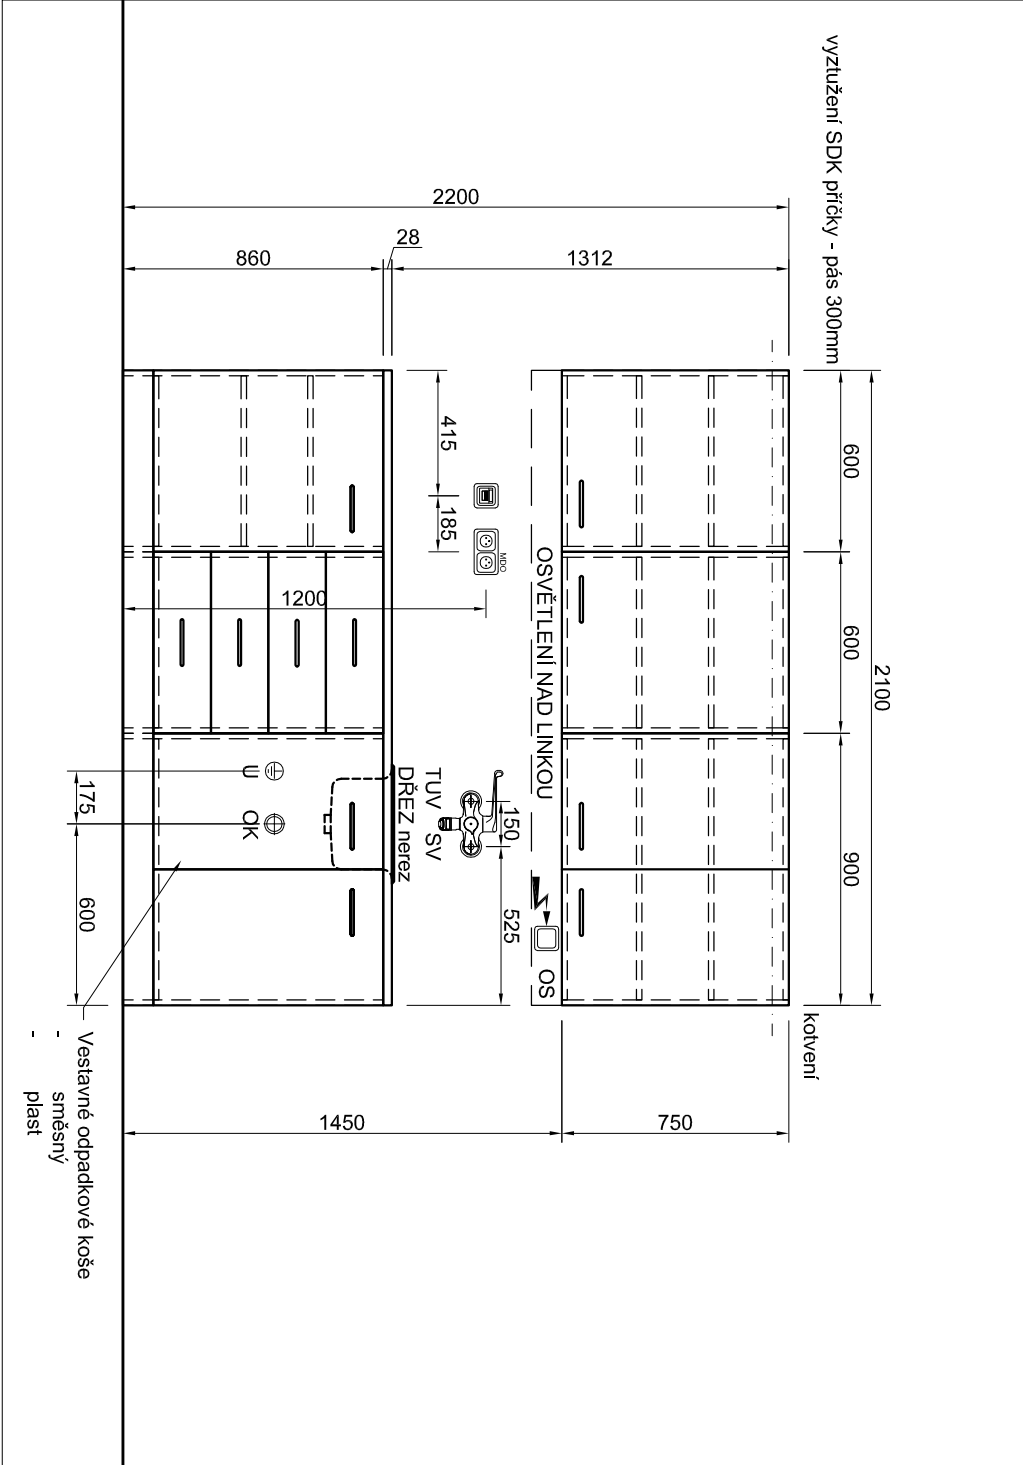 vyztužení SDK příčky - pás 300mm
kotvení
2100
600
600
900
2200
1312
28
860
750
1450
OSVĚTLENÍ NAD LINKOU
OS
MDO
415
185
1200
150
525
TUV SV
DŘEZ nerez
U
OK
175
600
Vestavné odpadkové koše
- směsný
- plast